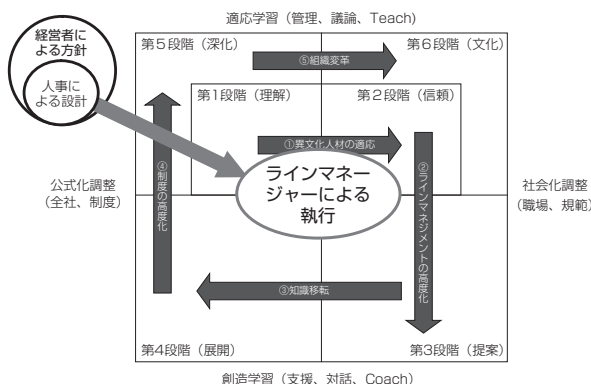 適応学習（管理、議論、Teach）
経営者に
よる方針
人事に
よる設計
第5段階（深化）
第6段階（文化）
⑤組織変革
第1段階（理解）
第2段階（信頼）
①異文化人材の適応
ラインマネー
ジャーによる
執行
④制度の高度化
②ラインマネジメントの高度化
公式化調整
（全社、制度）
社会化調整
（職場、規範）
③知識移転
第4段階（展開）
第3段階（提案）
創造学習（支援、対話、Coach）